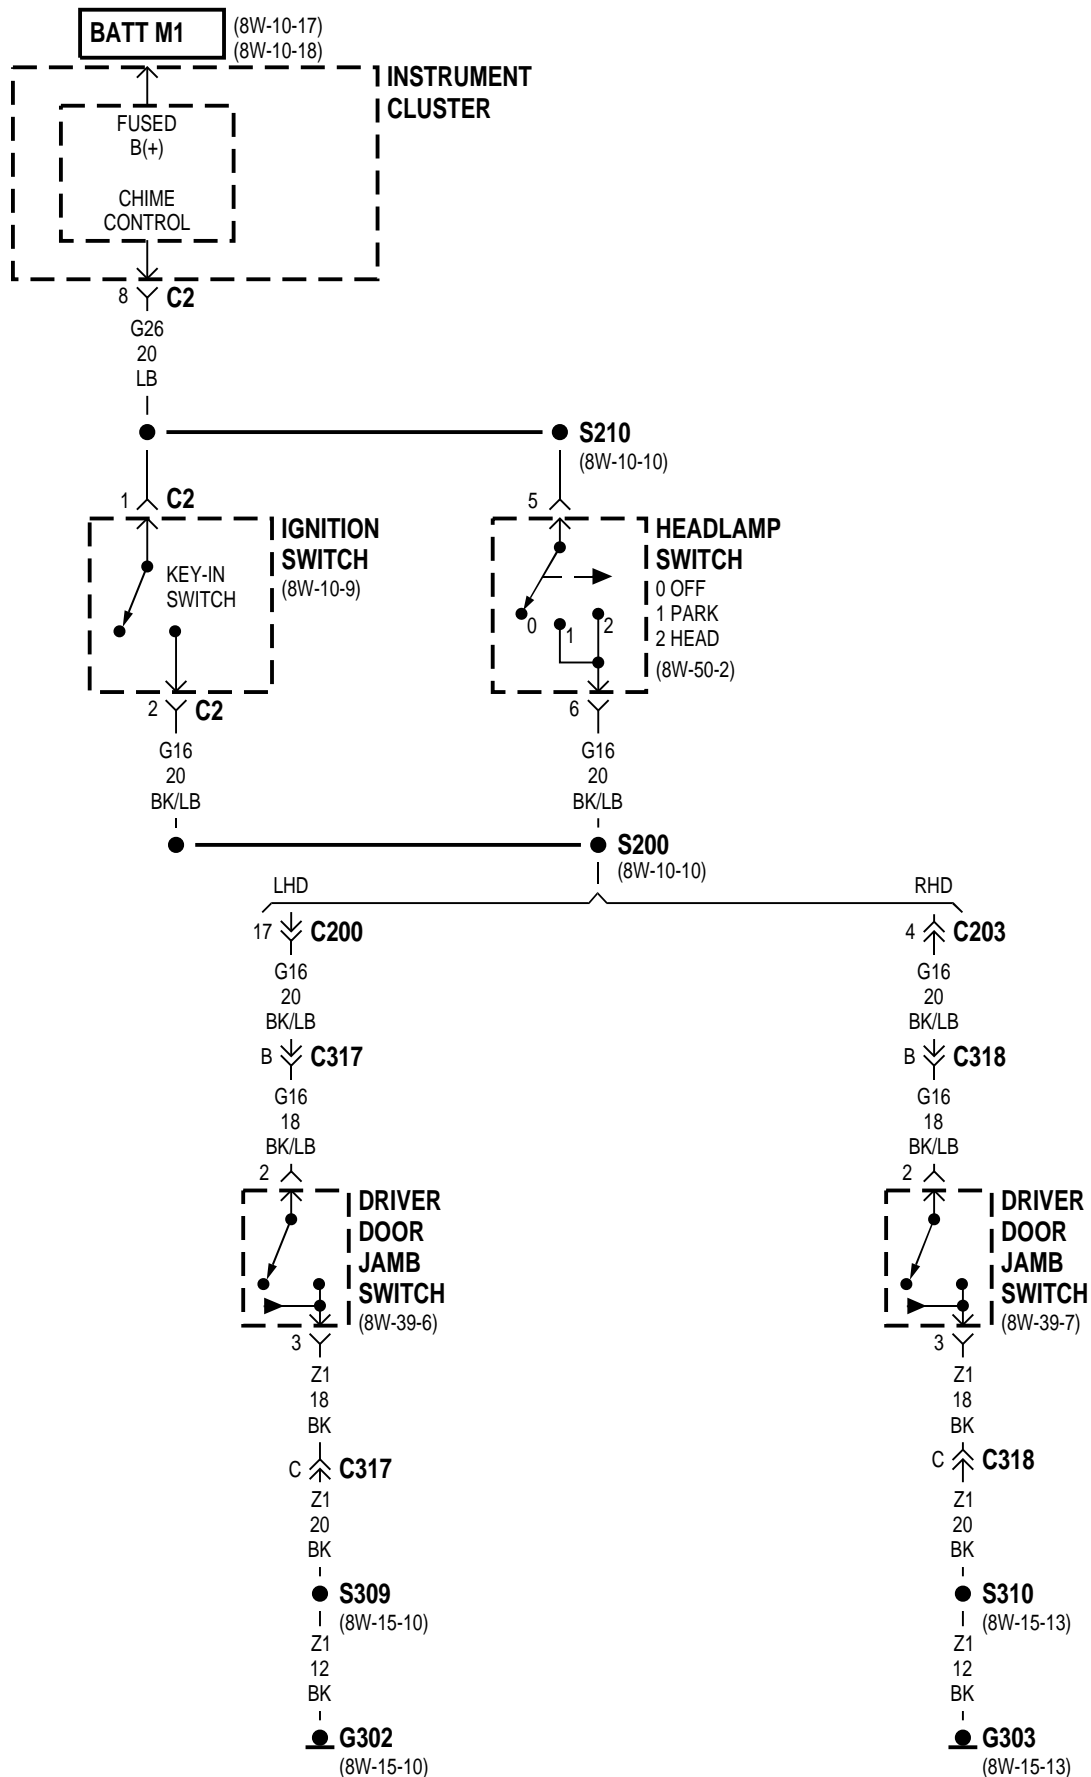 BATT M1
(8W-10-17)
(8W-10-18)
INSTRUMENT
CLUSTER
FUSED
B(+)
CHIME
CONTROL
8
C2
G26
20
LB
S210
(8W-10-10)
1
C2
5
IGNITION
SWITCH
(8W-10-9)
KEY-IN
SWITCH
HEADLAMP
SWITCH
0 OFF
1 PARK
2 HEAD
(8W-50-2)
0
1
2
2
C2
6
G16
20
BK/LB
G16
20
BK/LB
S200
(8W-10-10)
LHD
RHD
17
C200
4
C203
G16
20
BK/LB
G16
20
BK/LB
B
C317
B
C318
G16
18
BK/LB
G16
18
BK/LB
2
2
DRIVER
DOOR
JAMB
SWITCH
(8W-39-6)
DRIVER
DOOR
JAMB
SWITCH
(8W-39-7)
3
3
Z1
18
BK
Z1
18
BK
C
C317
C
C318
Z1
20
BK
Z1
20
BK
S309
(8W-15-10)
S310
(8W-15-13)
Z1
12
BK
Z1
12
BK
G302
(8W-15-10)
G303
(8W-15-13)